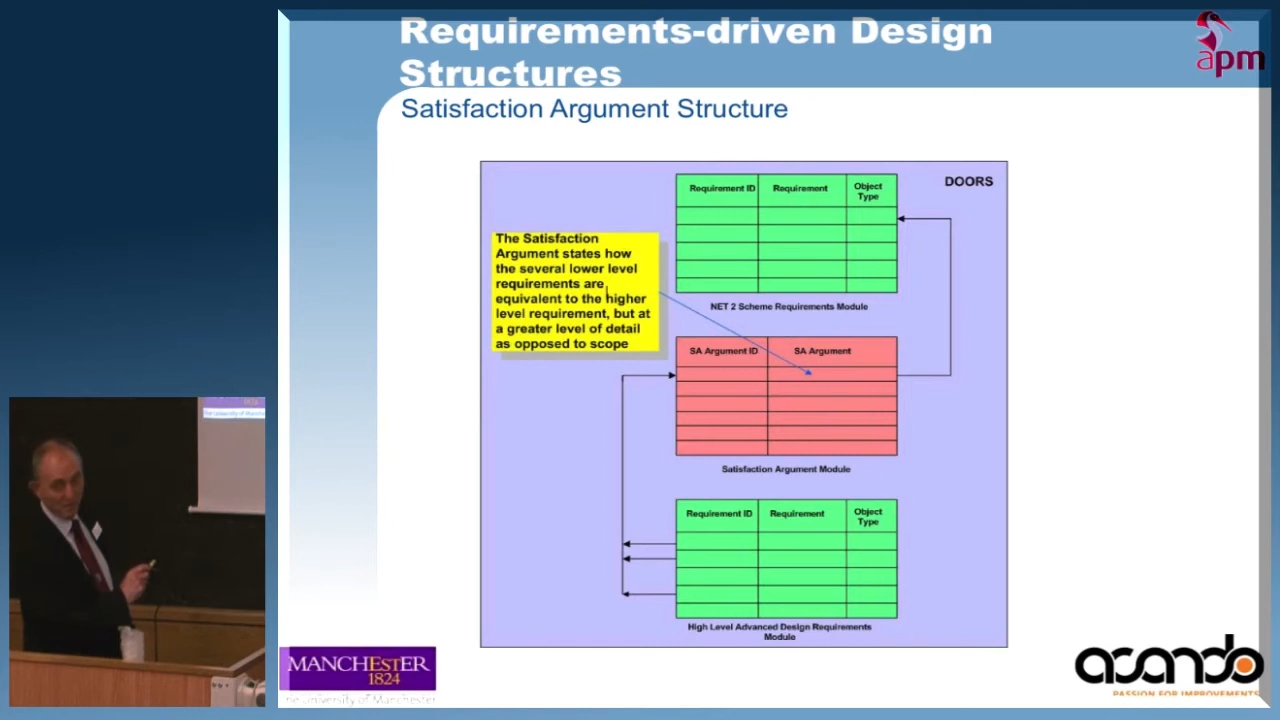 Requirements-driven Design
Structures
apm
Satisfaction Argument Structure
DOORS
Requirement ID
Requirement
Object
Type
NET 2 Scheme Requirements Module
The Satisfaction
Argument states how
the several lower level
requirements are
equivalent to the higher
level requirement, but at
a greater level of detail
as opposed to scope
SA Argument ID
SA Argument
Satisfaction Argument Module
Requirement ID
Requirement
Object
Type
High Level Advanced Design Requirements
Module
MANCHESTER
1824
The University of Manchester
acando
PASSION FOR IMPROVEMENTS